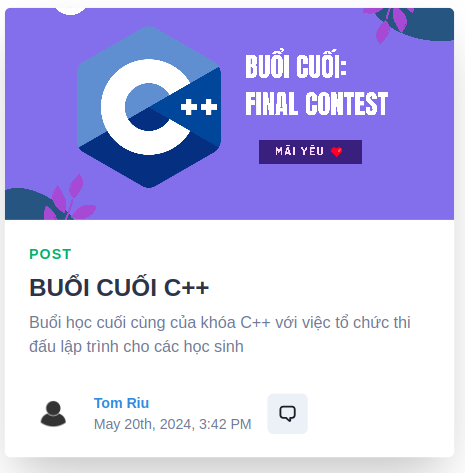 C++
BUỔI CUỐI:
FINAL CONTEST
MÃI YÊU
POST
BUỔI CUỐI C++
Buổi học cuối cùng của khóa C++ với việc tổ chức thi
đấu lập trình cho các học sinh
Tom Riu
May 20th, 2024, 3:42 PM